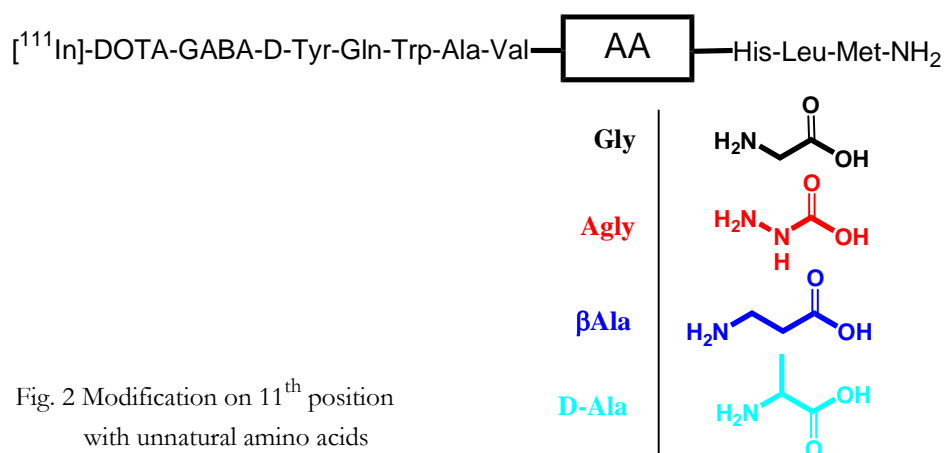 [¹¹¹In]-DOTA-GABA-D-Tyr-Gln-Trp-Ala-Val AA His-Leu-Met-NH₂
Gly H₂N O OH
Agly H₂N N H O OH
βAla H₂N O OH
D-Ala H₂N OH O
Fig. 2 Modification on 11ᵗʰ position
with unnatural amino acids